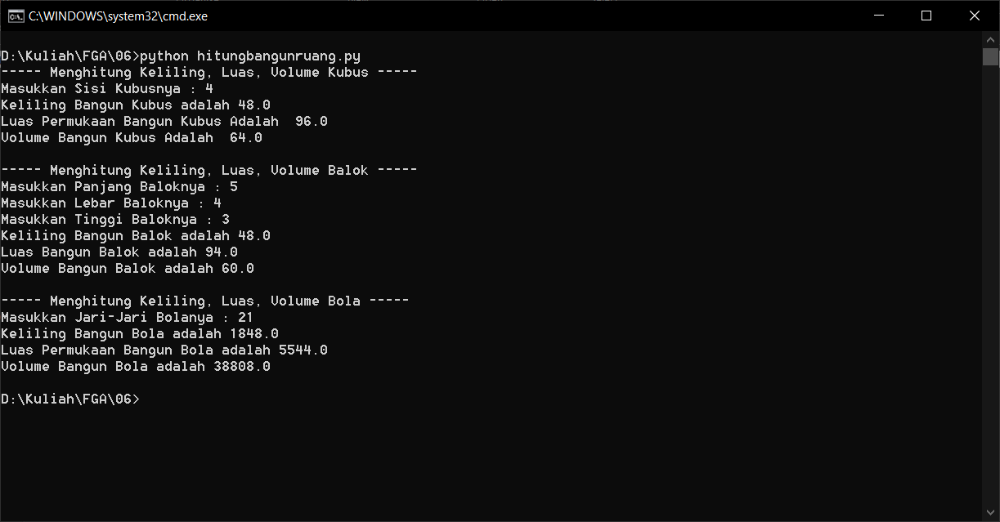 C:\WINDOWS\system32\cmd.exe
D:\Kuliah\FGA\06>python hitungbangunruang.py
----- Menghitung Keliling, Luas, Volume Kubus -----
Masukkan Sisi Kubusnya : 4
Keliling Bangun Kubus adalah 48.0
Luas Permukaan Bangun Kubus Adalah  96.0
Volume Bangun Kubus Adalah  64.0
----- Menghitung Keliling, Luas, Volume Balok -----
Masukkan Panjang Baloknya : 5
Masukkan Lebar Baloknya : 4
Masukkan Tinggi Baloknya : 3
Keliling Bangun Balok adalah 48.0
Luas Bangun Balok adalah 94.0
Volume Bangun Balok adalah 60.0
----- Menghitung Keliling, Luas, Volume Bola -----
Masukkan Jari-Jari Bolanya : 21
Keliling Bangun Bola adalah 1848.0
Luas Permukaan Bangun Bola adalah 5544.0
Volume Bangun Bola adalah 38808.0
D:\Kuliah\FGA\06>